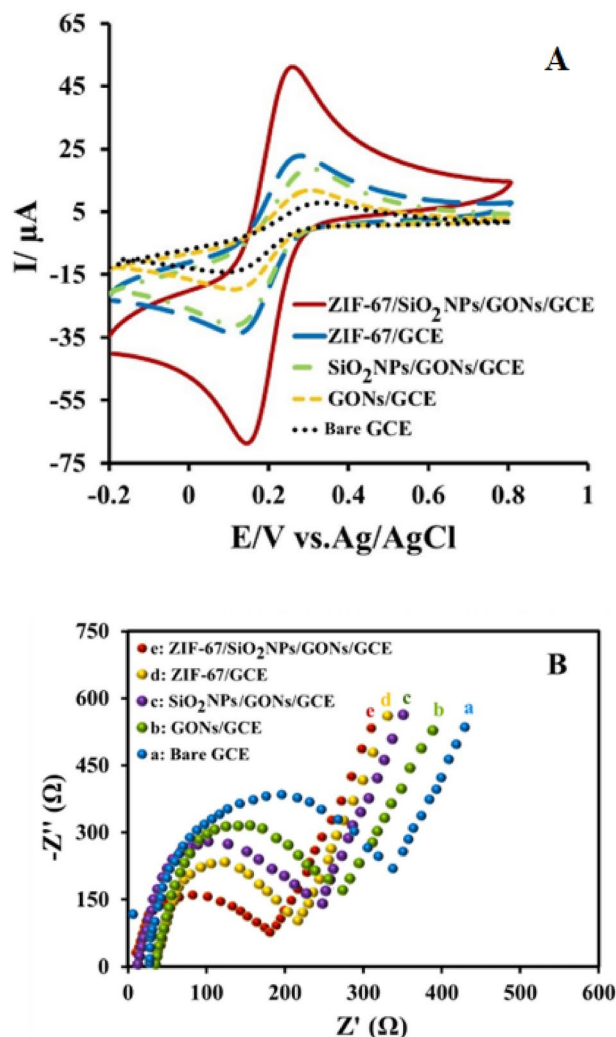 65
A
45
25
5
-15
-35
-55
-75
I/ µA
ZIF-67/SiO2NPs/GONs/GCE
ZIF-67/GCE
SiO2NPs/GONs/GCE
GONs/GCE
Bare GCE
-0.2 0 0.2 0.4 0.6 0.8 1
E/V vs.Ag/AgCl
750
B
e: ZIF-67/SiO2NPs/GONs/GCE
d: ZIF-67/GCE
c: SiO2NPs/GONs/GCE
b: GONs/GCE
a: Bare GCE
e d c b a
600
450
300
150
0
-Z'' (Ω)
0 100 200 300 400 500 600
Z' (Ω)